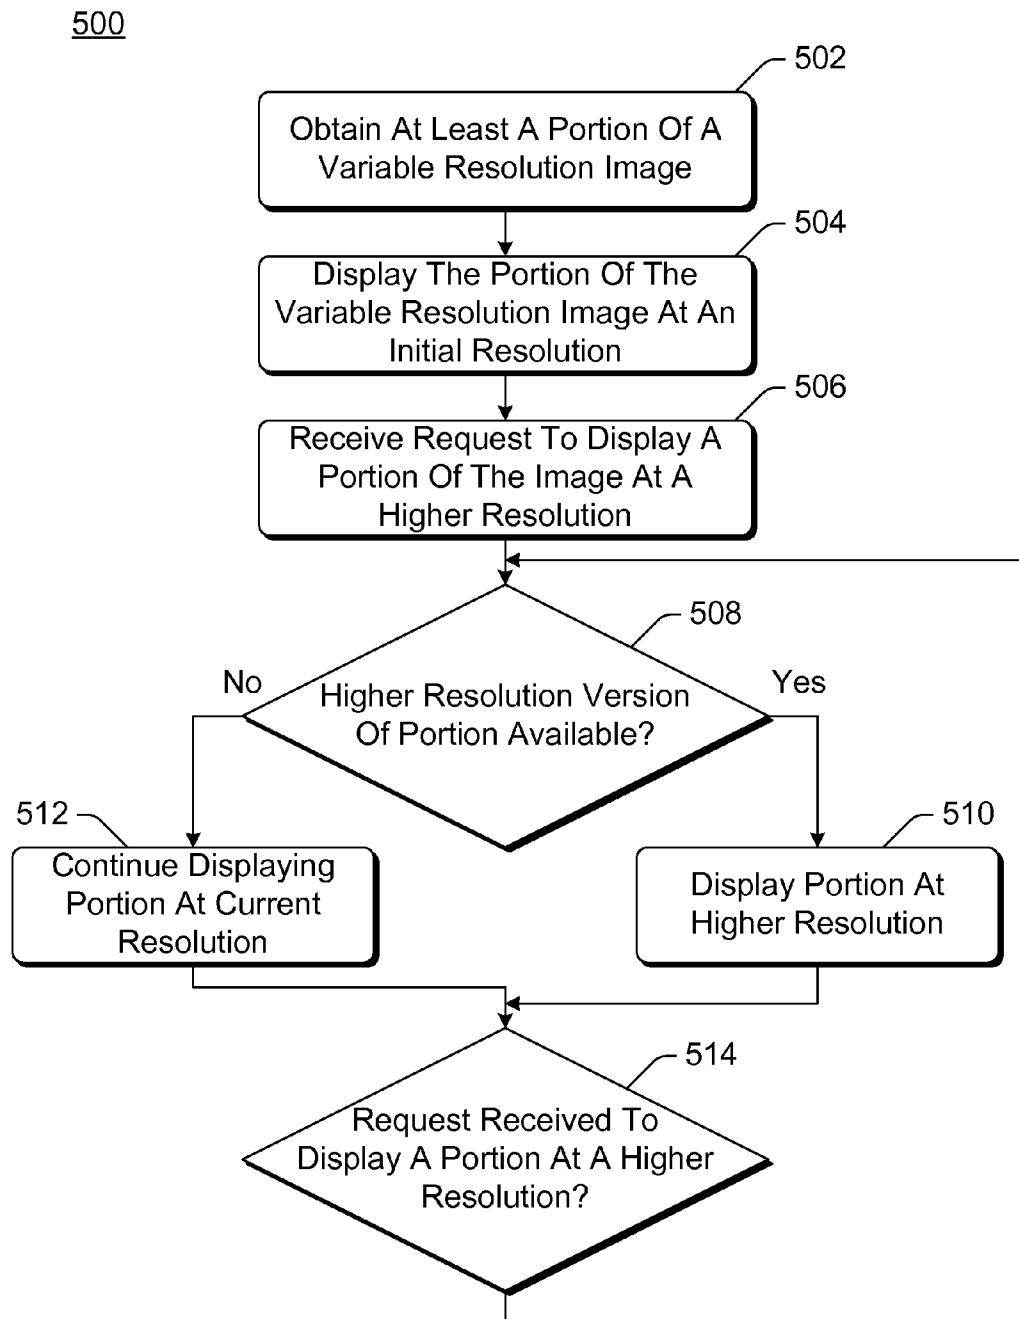 500
502
Obtain At Least A Portion Of A
Variable Resolution Image
504
Display The Portion Of The
Variable Resolution Image At An
Initial Resolution
506
Receive Request To Display A
Portion Of The Image At A
Higher Resolution
508
No
Yes
Higher Resolution Version
Of Portion Available?
512
Continue Displaying
Portion At Current
Resolution
510
Display Portion At
Higher Resolution
514
Request Received To
Display A Portion At A Higher
Resolution?